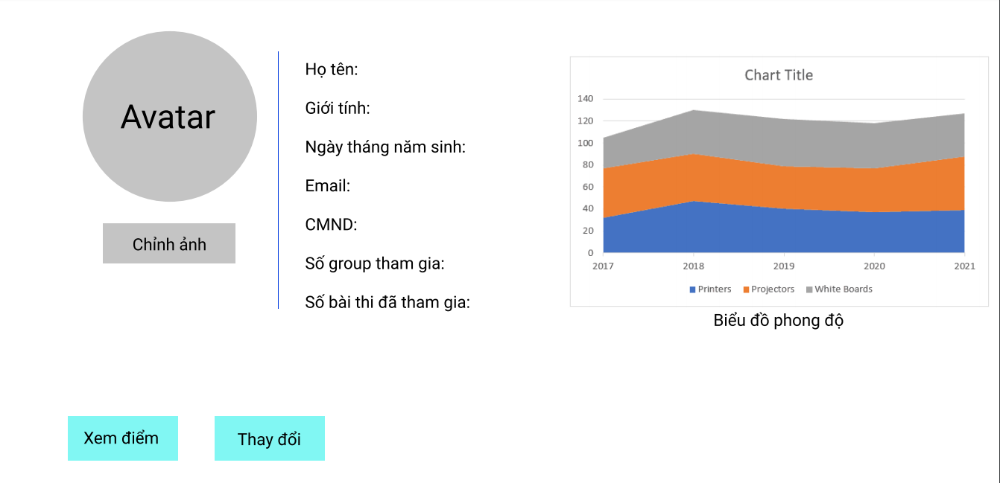 Avatar
Chỉnh ảnh
Họ tên:
Giới tính:
Ngày tháng năm sinh:
Email:
CMND:
Số group tham gia:
Số bài thi đã tham gia:
Chart Title
140
120
100
80
60
40
20
0
2017 2018 2019 2020 2021
Printers Projectors White Boards
Biểu đồ phong độ
Xem điểm
Thay đổi